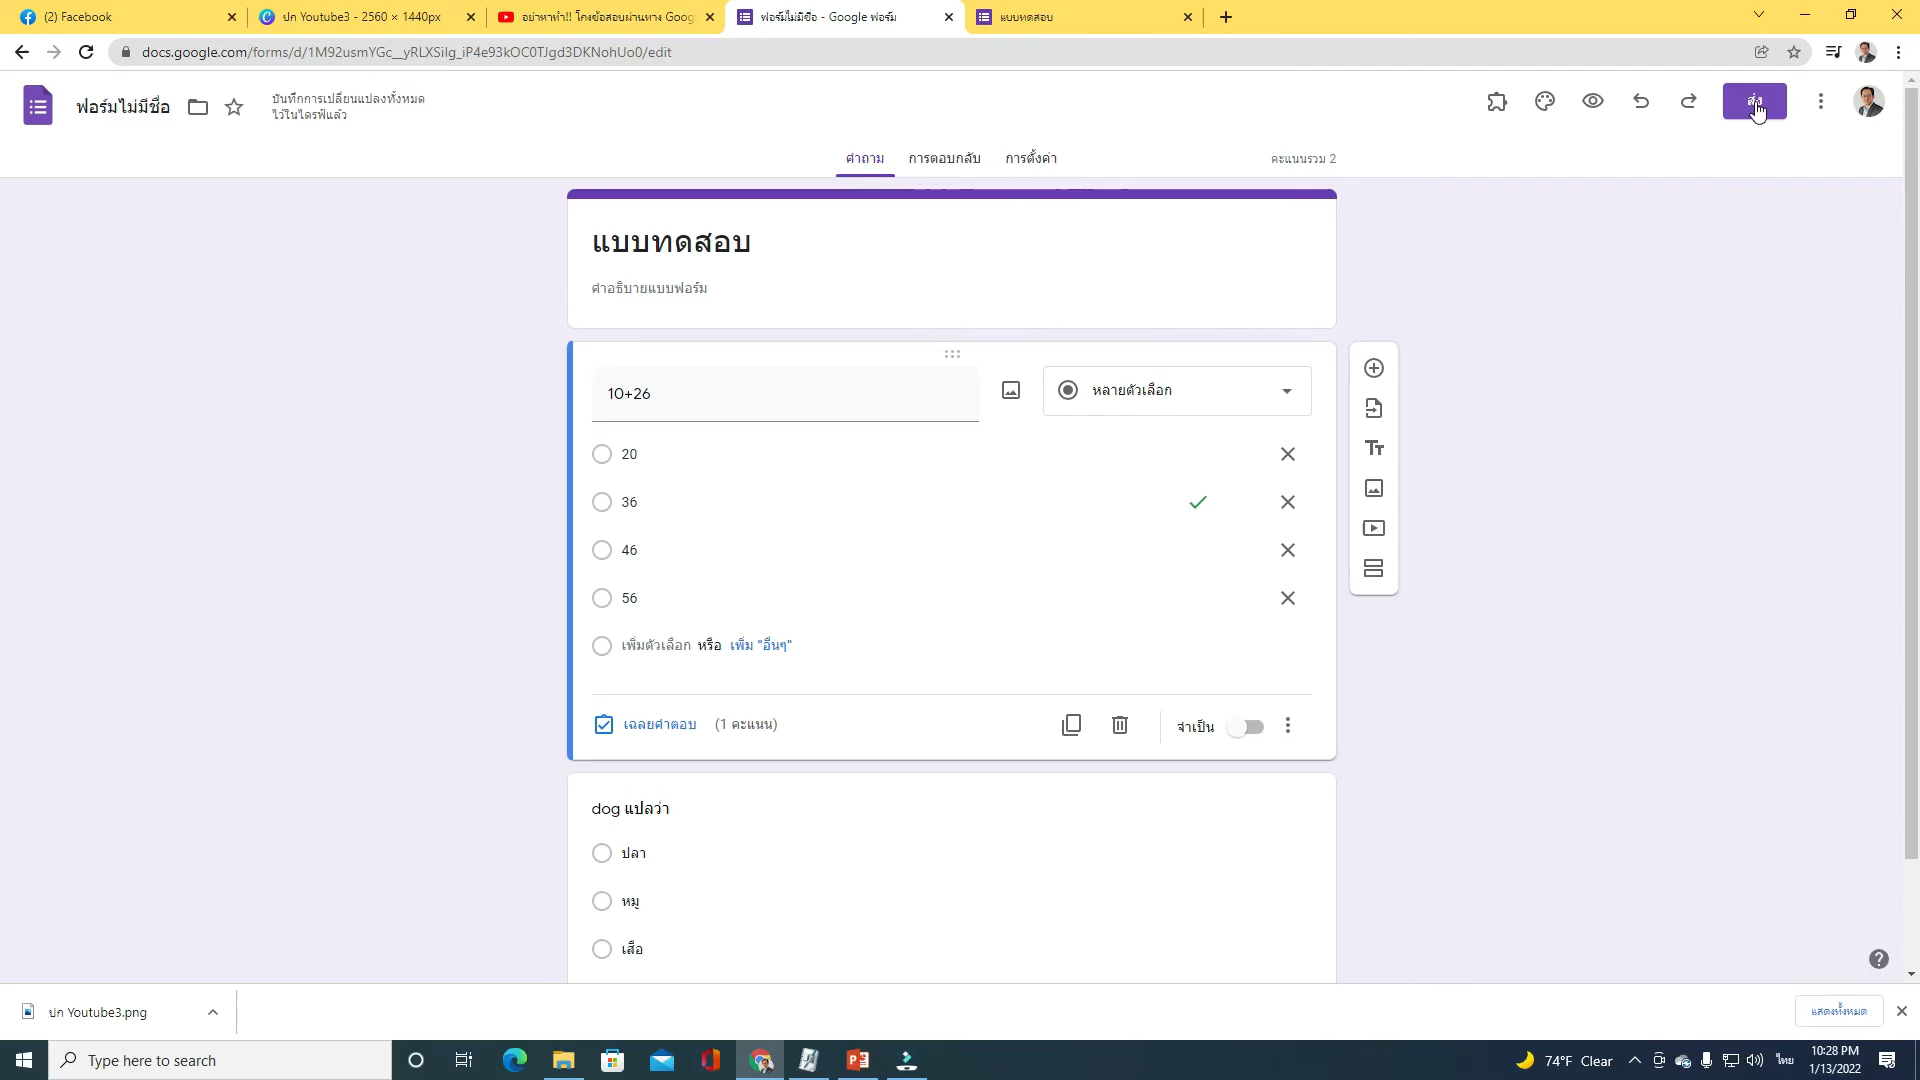 (2) Facebook
ปก Youtube3 - 2560 × 1440px
อย่าหาทำ!! โกงข้อสอบผ่านทาง Goog
ฟอร์มไม่มีชื่อ - Google ฟอร์ม
แบบทดสอบ
docs.google.com/forms/d/1M92usmYGc__yRLXSiIg_iP4e93kOC0TJgd3DKNohUo0/edit
ฟอร์มไม่มีชื่อ
บันทึกการเปลี่ยนแปลงทั้งหมด
ไว้ในไดรฟ์แล้ว
ส่ง
คำถาม
การตอบกลับ
การตั้งค่า
คะแนนรวม 2
แบบทดสอบ
คำอธิบายแบบฟอร์ม
10+26
หลายตัวเลือก
20
36
46
56
เพิ่มตัวเลือก หรือ เพิ่ม "อื่นๆ"
เฉลยคำตอบ (1 คะแนน)
จำเป็น
dog แปลว่า
ปลา
หมู
เสือ
ปก Youtube3.png
แสดงทั้งหมด
Type here to search
74°F Clear
ไทย
10:28 PM
1/13/2022